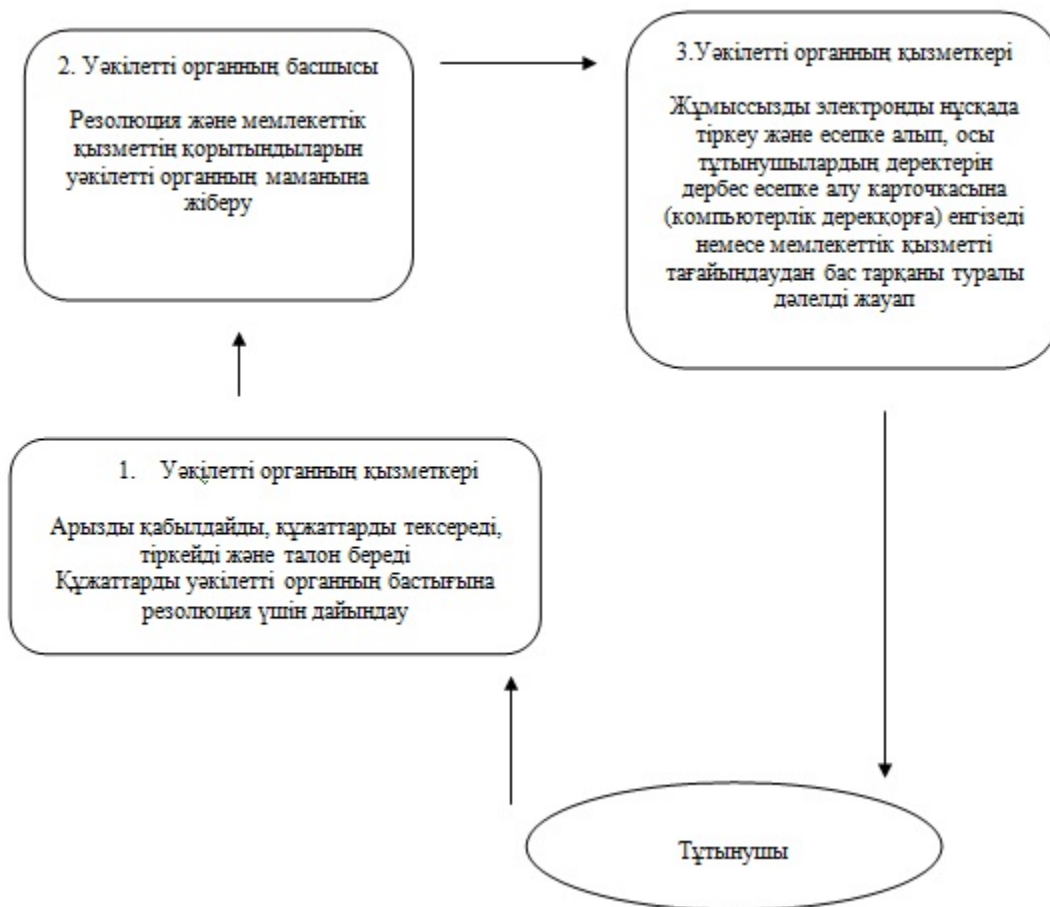 2. Уәкілетті органның басшысы
Резолюция және мемлекеттік
қызметтің қорытындыларын
уәкілетті органның маманына
жіберу
3.Уәкілетті органның қызметкері
Жұмыссызды электронды нұсқада
тіркеу және есепке алып, осы
тұтынушылардың деректерін
дербес есепке алу карточкасына
(компьютерлік дерекқорға) енгізеді
немесе мемлекеттік қызметті
тағайындаудан бас тарқаны туралы
дәлелді жауап
1. Уәкілетті органның қызметкері
Арызды қабылдайды, құжаттарды тексереді,
тіркейді және талон береді
Құжаттарды уәкілетті органның бастығына
резолюция үшін дайындау
Тұтынушы